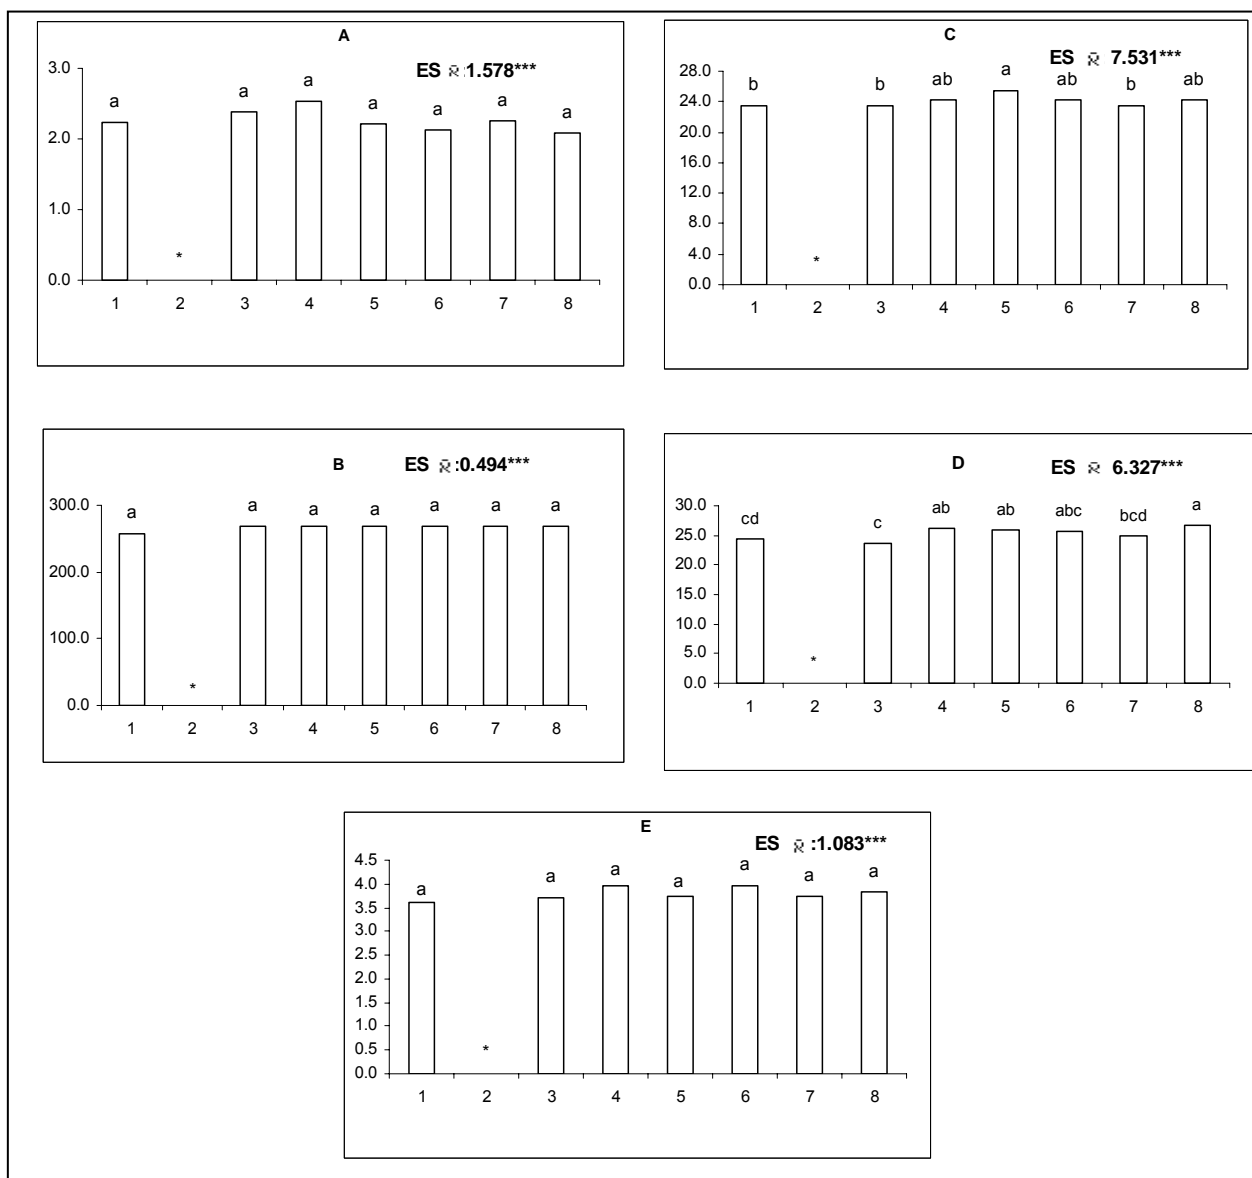 A
ES x̄ :1.578***
3.0
2.0
1.0
0.0
a
*
a
a
a
a
a
a
1 2 3 4 5 6 7 8
C
ES x̄ 7.531***
28.0
24.0
20.0
16.0
12.0
8.0
4.0
0.0
b
*
b
ab
a
ab
b
ab
1 2 3 4 5 6 7 8
B
ES x̄ :0.494***
300.0
200.0
100.0
0.0
a
*
a
a
a
a
a
a
1 2 3 4 5 6 7 8
D
ES x̄ 6.327***
30.0
25.0
20.0
15.0
10.0
5.0
0.0
cd
*
c
ab
ab
abc
bcd
a
1 2 3 4 5 6 7 8
E
ES x̄ :1.083***
4.5
4.0
3.5
3.0
2.5
2.0
1.5
1.0
0.5
0.0
a
*
a
a
a
a
a
a
1 2 3 4 5 6 7 8